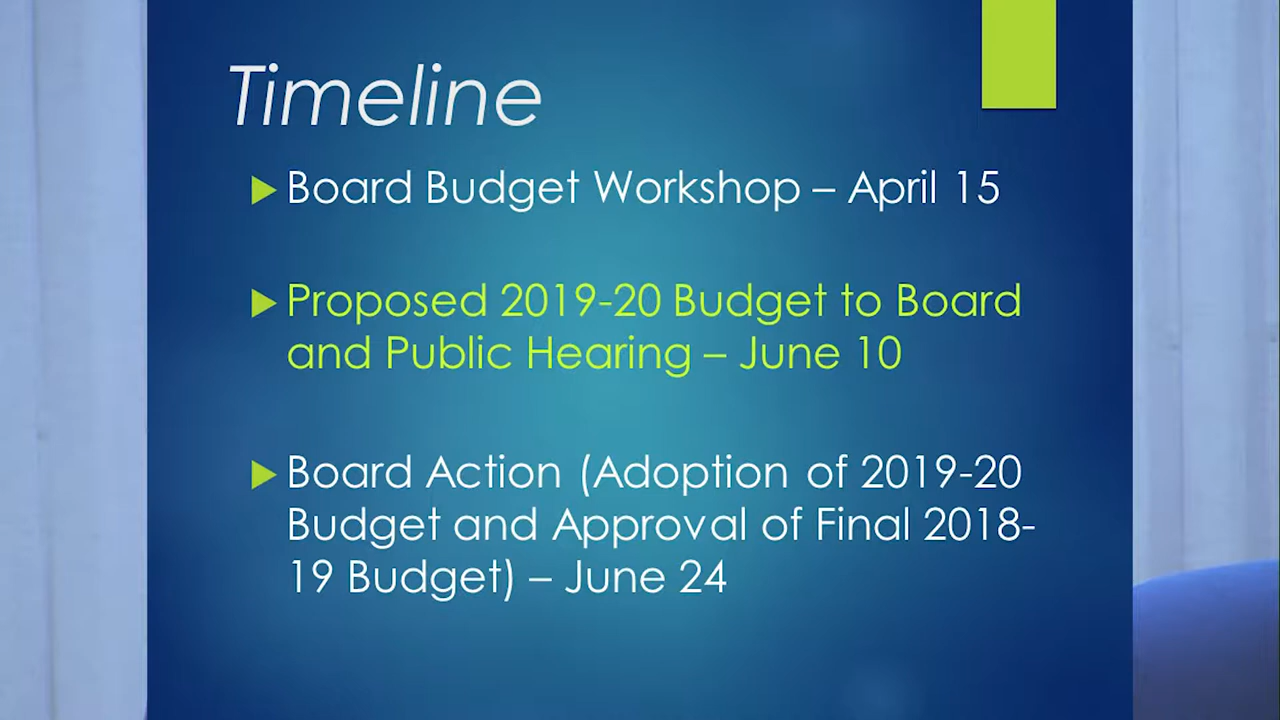 Timeline
Board Budget Workshop – April 15
Proposed 2019-20 Budget to Board
and Public Hearing – June 10
Board Action (Adoption of 2019-20
Budget and Approval of Final 2018-
19 Budget) – June 24